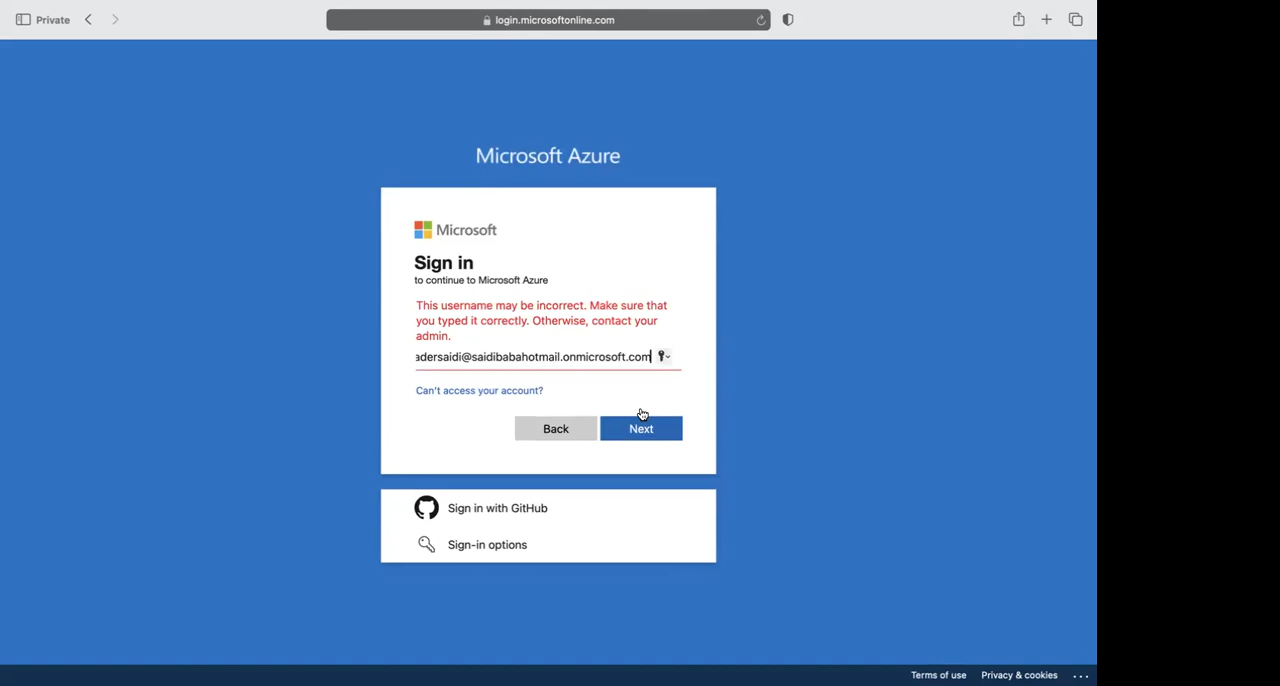 Private
login.microsoftonline.com
Microsoft Azure
Microsoft
Sign in
to continue to Microsoft Azure
This username may be incorrect. Make sure that
you typed it correctly. Otherwise, contact your
admin.
adersaidi@saidibabahotmail.onmicrosoft.com
Can't access your account?
Back
Next
Sign in with GitHub
Sign-in options
Terms of use
Privacy & cookies
...